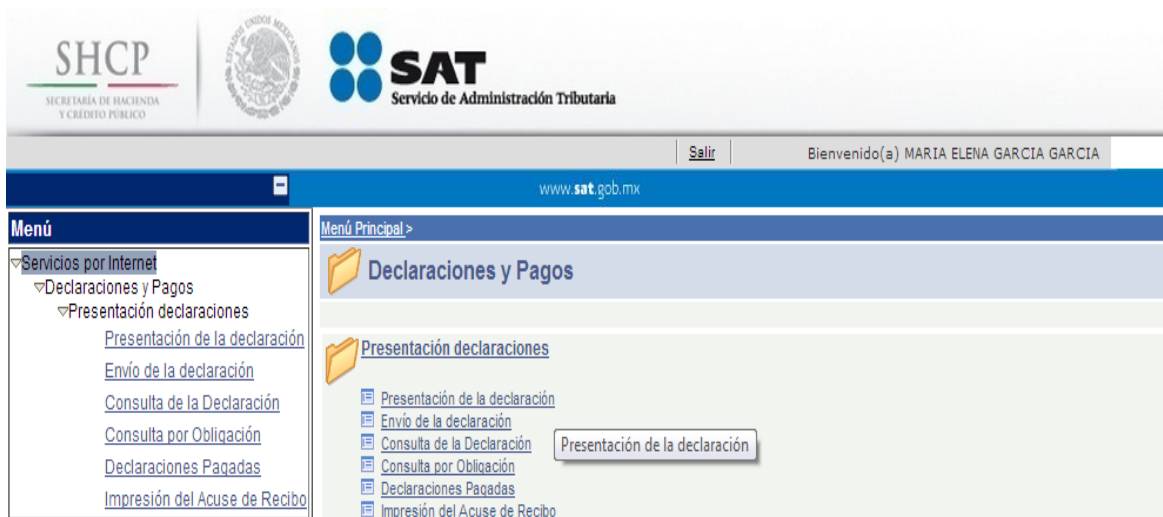 SHCP
SECRETARÍA DE HACIENDA
Y CRÉDITO PÚBLICO
ESTADOS UNIDOS MEXICANOS
SAT
Servicio de Administración Tributaria
Salir
Bienvenido(a) MARIA ELENA GARCIA GARCIA
www.sat.gob.mx
Menú
Servicios por Internet
Declaraciones y Pagos
Presentación declaraciones
Presentación de la declaración
Envío de la declaración
Consulta de la Declaración
Consulta por Obligación
Declaraciones Pagadas
Impresión del Acuse de Recibo
Menú Principal >
Declaraciones y Pagos
Presentación declaraciones
Presentación de la declaración
Envío de la declaración
Consulta de la Declaración
Presentación de la declaración
Consulta por Obligación
Declaraciones Pagadas
Impresión del Acuse de Recibo